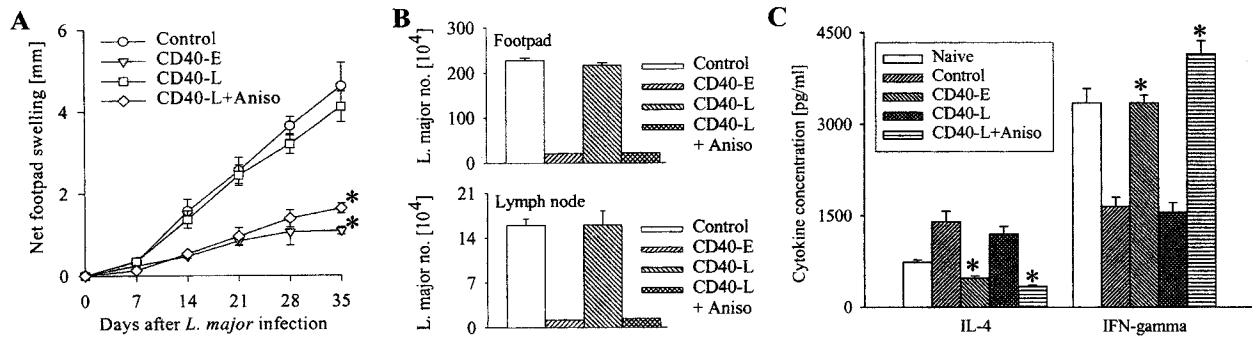 A
Net footpad swelling [mm]
6
4
2
0
Control
CD40-E
CD40-L
CD40-L+Aniso
*
*
0 7 14 21 28 35
Days after L. major infection
B
L. major no. [10⁴]
300
200
100
0
Footpad
Control
CD40-E
CD40-L
CD40-L
+ Aniso
L. major no. [10⁴]
21
14
7
0
Lymph node
Control
CD40-E
CD40-L
CD40-L
+ Aniso
C
Cytokine concentration [pg/ml]
4500
3000
1500
0
Naive
Control
CD40-E
CD40-L
CD40-L+Aniso
* * * *
IL-4 IFN-gamma